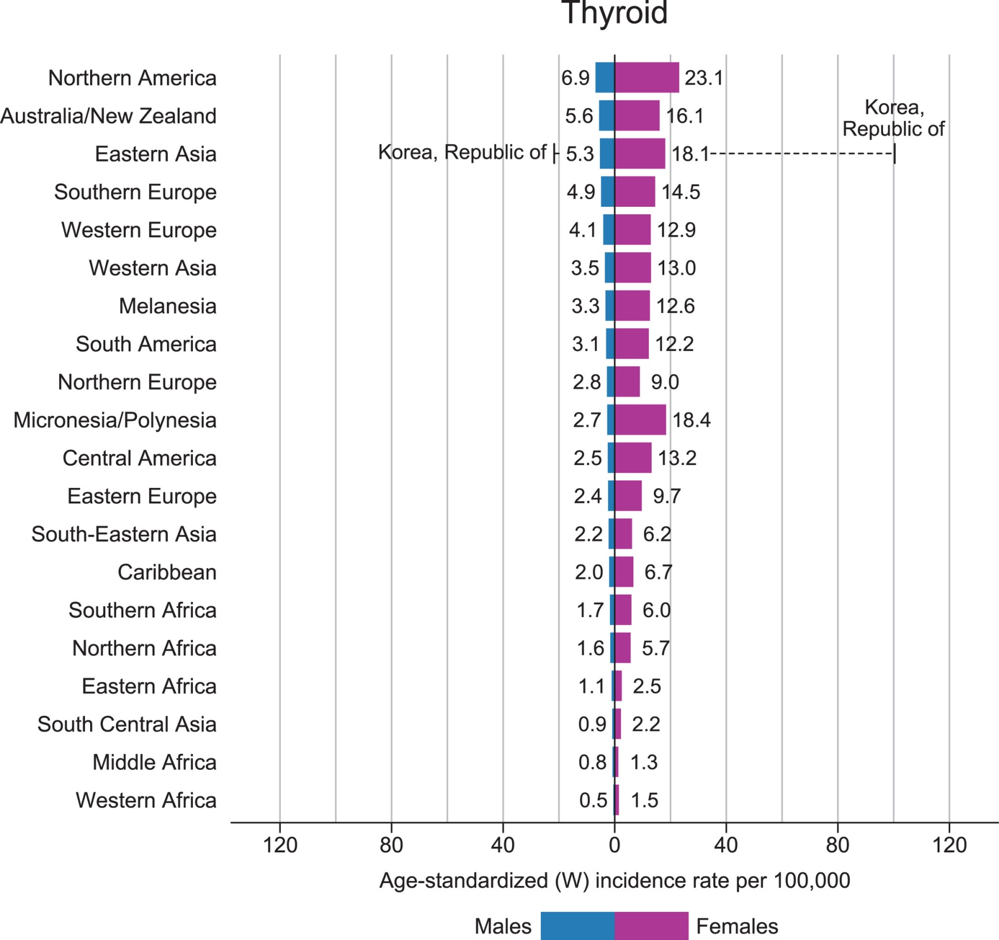 Thyroid
Northern America 6.9 23.1
Australia/New Zealand 5.6 16.1
Korea,
Republic of
Eastern Asia Korea, Republic of 5.3 18.1
Southern Europe 4.9 14.5
Western Europe 4.1 12.9
Western Asia 3.5 13.0
Melanesia 3.3 12.6
South America 3.1 12.2
Northern Europe 2.8 9.0
Micronesia/Polynesia 2.7 18.4
Central America 2.5 13.2
Eastern Europe 2.4 9.7
South-Eastern Asia 2.2 6.2
Caribbean 2.0 6.7
Southern Africa 1.7 6.0
Northern Africa 1.6 5.7
Eastern Africa 1.1 2.5
South Central Asia 0.9 2.2
Middle Africa 0.8 1.3
Western Africa 0.5 1.5
120 80 40 0 40 80 120
Age-standardized (W) incidence rate per 100,000
Males Females